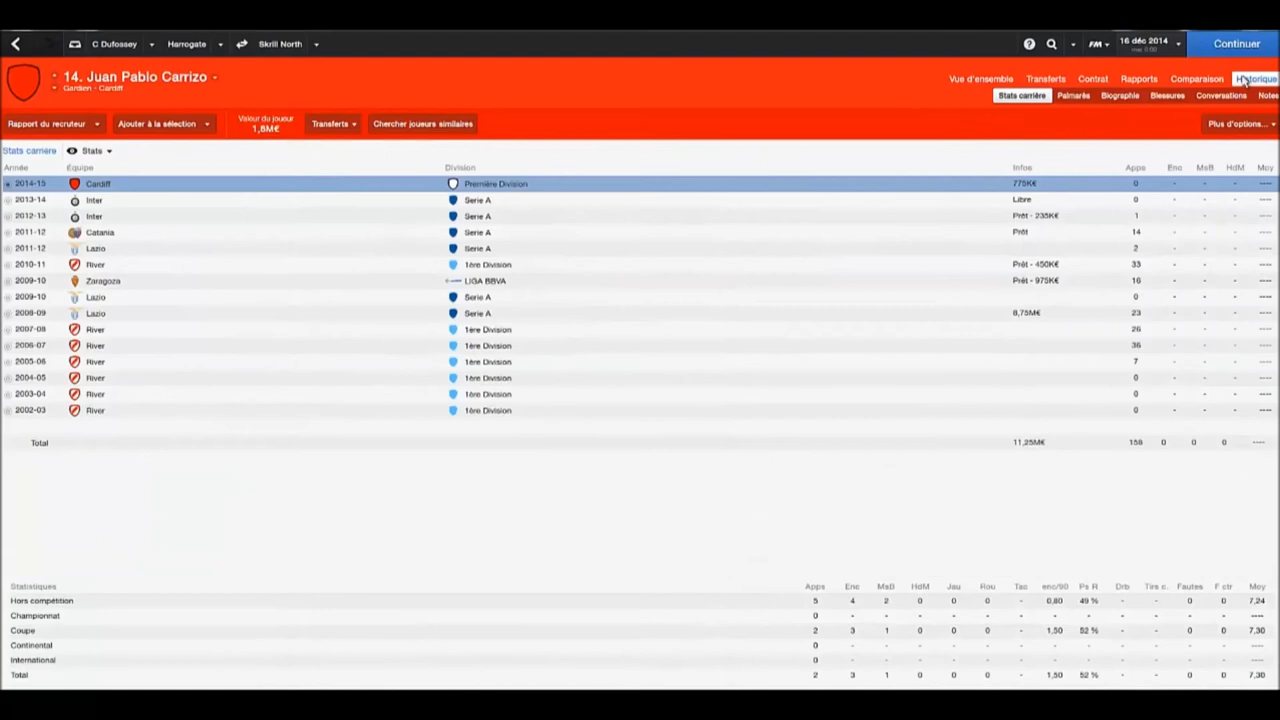 C Dufossey Harrogate Skrill North FM 16 déc 2014 Continuer
14. Juan Pablo Carrizo
Gardien - Cardiff
Vue d'ensemble Transferts Contrat Rapports Comparaison Historique
Stats carrière Palmarès Biographie Blessures Conversations Notes
Rapport du recruteur Ajouter à la sélection Valeur du joueur 1,8M€ Transferts Chercher joueurs similaires Plus d'options...
Stats carrière Stats
Année Équipe Division Infos Apps Enc MsB HdM Moy
2014-15 Cardiff Première Division 775K€ 0 - - - ----
2013-14 Inter Serie A Libre 0 - - - ----
2012-13 Inter Serie A Prêt - 235K€ 1 - - - ----
2011-12 Catania Serie A Prêt 14 - - - ----
2011-12 Lazio Serie A 2 - - - ----
2010-11 River 1ère Division Prêt - 450K€ 33 - - - ----
2009-10 Zaragoza LIGA BBVA Prêt - 975K€ 16 - - - ----
2009-10 Lazio Serie A 0 - - - ----
2008-09 Lazio Serie A 8,75M€ 23 - - - ----
2007-08 River 1ère Division 26 - - - ----
2006-07 River 1ère Division 36 - - - ----
2005-06 River 1ère Division 7 - - - ----
2004-05 River 1ère Division 0 - - - ----
2003-04 River 1ère Division 0 - - - ----
2002-03 River 1ère Division 0 - - - ----
Total 11,25M€ 158 0 0 0 ----
Statistiques Apps Enc MsB HdM Jau Rou Tac enc/90 Ps R Drb Tirs c. Fautes F ctr Moy
Hors compétition 5 4 2 0 0 0 - 0,80 49 % - - 0 0 7,24
Championnat 0 - - - - - - - - - - - - ----
Coupe 2 3 1 0 0 0 - 1,50 52 % - - 0 0 7,30
Continental 0 - - - - - - - - - - - - ----
International 0 - - - - - - - - - - - - ----
Total 2 3 1 0 0 0 - 1,50 52 % - - 0 0 7,30